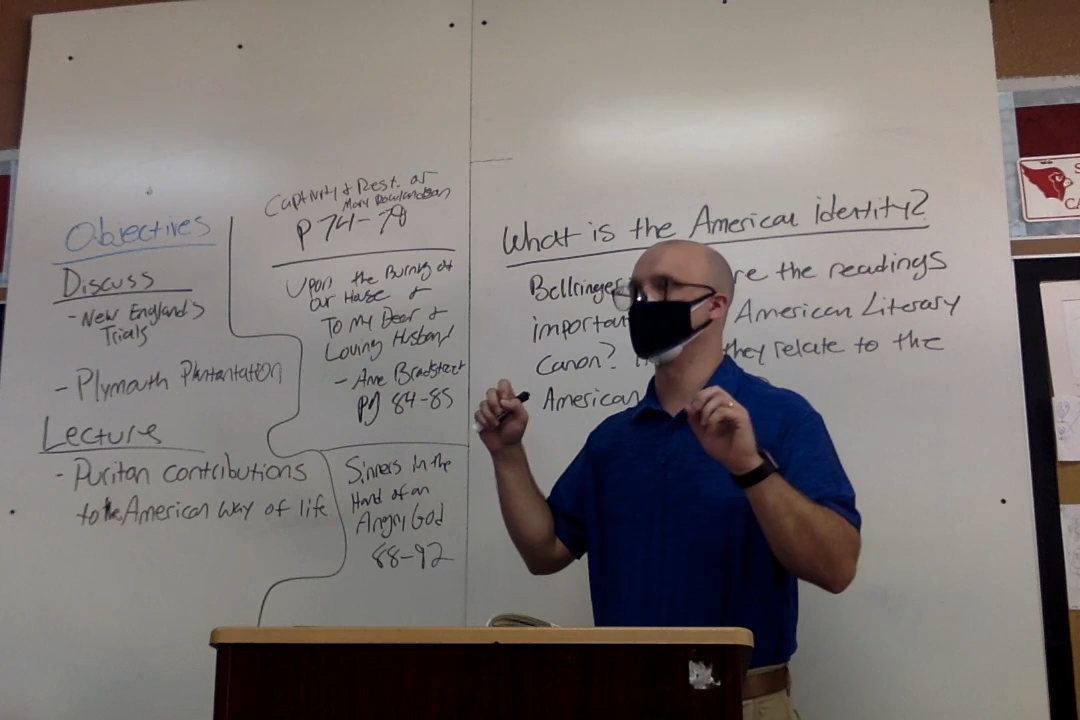 Objectives
Discuss
- New England's
Trials
- Plymouth Plantantation
Lecture
- Puritan contributions
to the American way of life
Captivity & Rest. of
Mary Rowlandson
P 74-78
Upon the Burning of
our House &
To My Dear &
Loving Husband
- Anne Bradstreet
pg 84-85
Sinners In the
Hand of an
Angry God
88-92
What is the American identity?
Bellringer re the readings
important American Literary
Canon? they relate to the
American